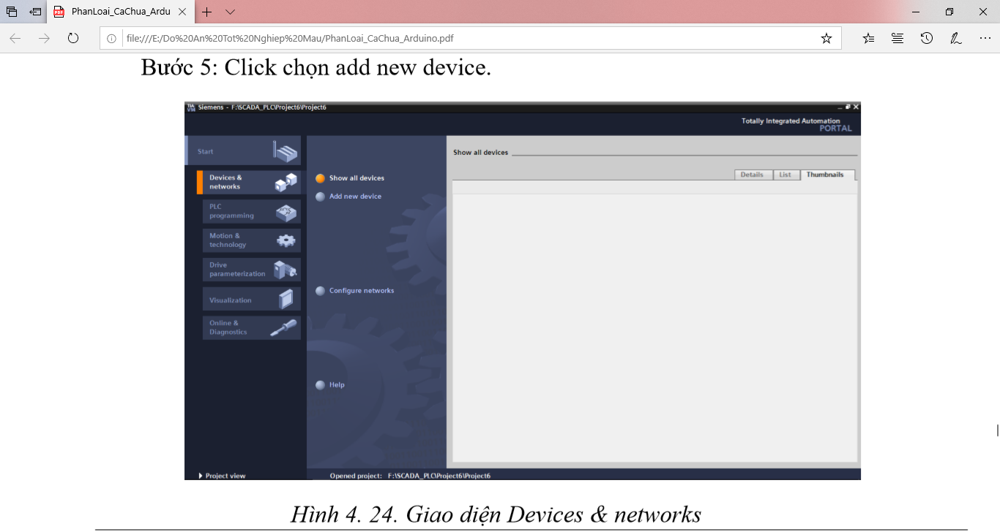 PhanLoai_CaChua_Ardu
file:///E:/Do%20An%20Tot%20Nghiep%20Mau/PhanLoai_CaChua_Arduino.pdf
Bước 5: Click chọn add new device.
TIA V14 Siemens - F:\SCADA_PLC\Project6\Project6
Totally Integrated Automation
PORTAL
Start
Devices &
networks
PLC
programming
Motion &
technology
Drive
parameterization
Visualization
Online &
Diagnostics
Project view
Show all devices
Add new device
Configure networks
Help
Show all devices
Details List Thumbnails
Opened project: F:\SCADA_PLC\Project6\Project6
Hình 4. 24. Giao diện Devices & networks